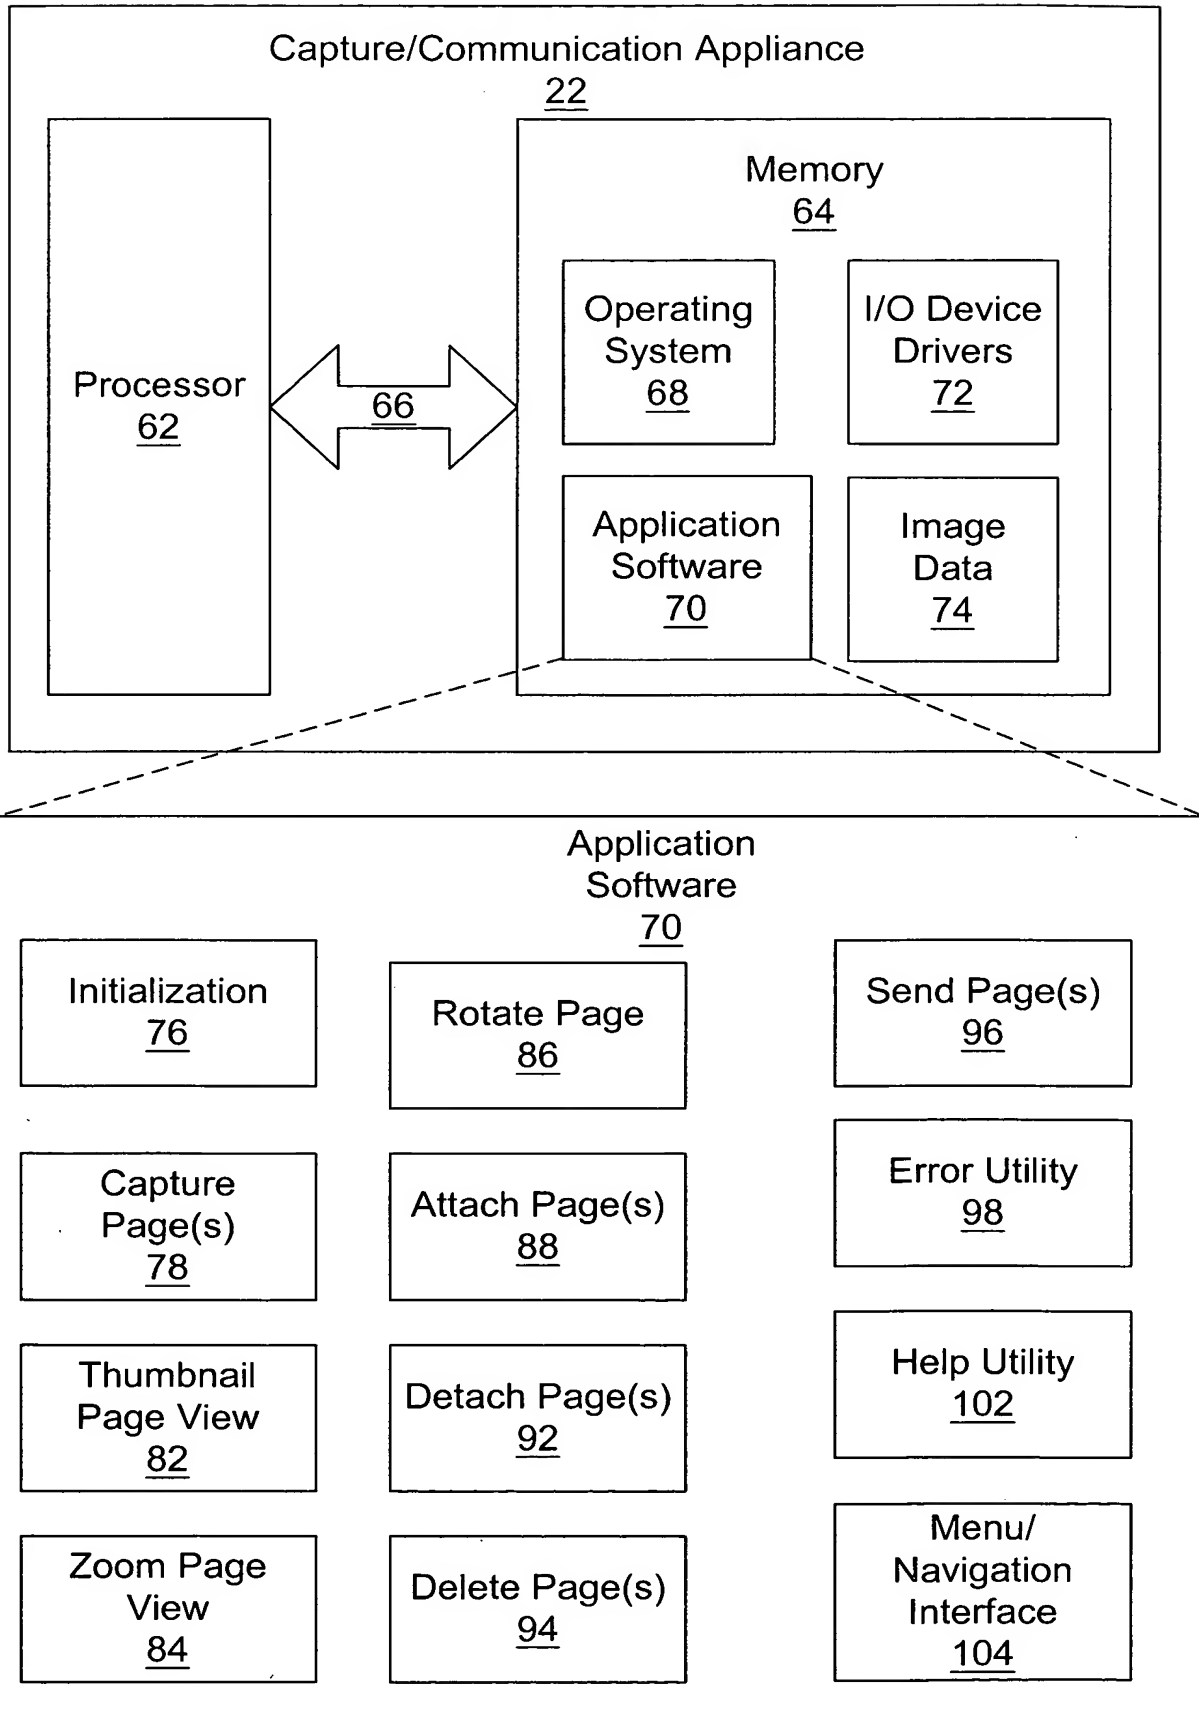 Capture/Communication Appliance
22
Processor
62
66
Memory
64
Operating
System
68
I/O Device
Drivers
72
Application
Software
70
Image
Data
74
Application
Software
70
Initialization
76
Capture
Page(s)
78
Thumbnail
Page View
82
Zoom Page
View
84
Rotate Page
86
Attach Page(s)
88
Detach Page(s)
92
Delete Page(s)
94
Send Page(s)
96
Error Utility
98
Help Utility
102
Menu/
Navigation
Interface
104